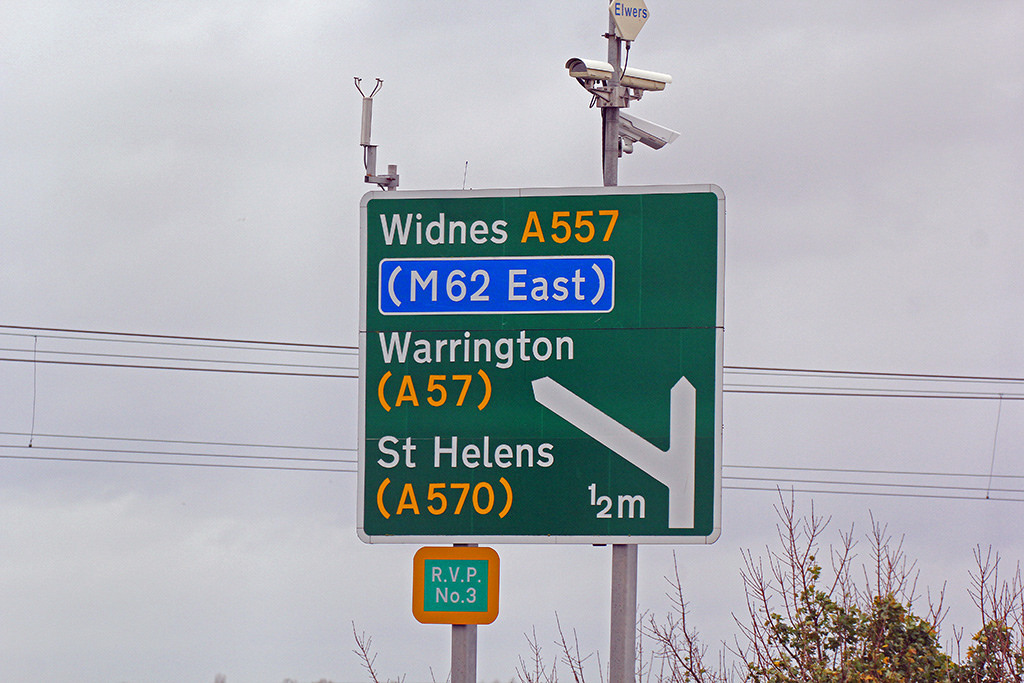 Elwers
Widnes A557
(M62 East)
Warrington
(A57)
St Helens
(A570)
½m
R.V.P.
No.3